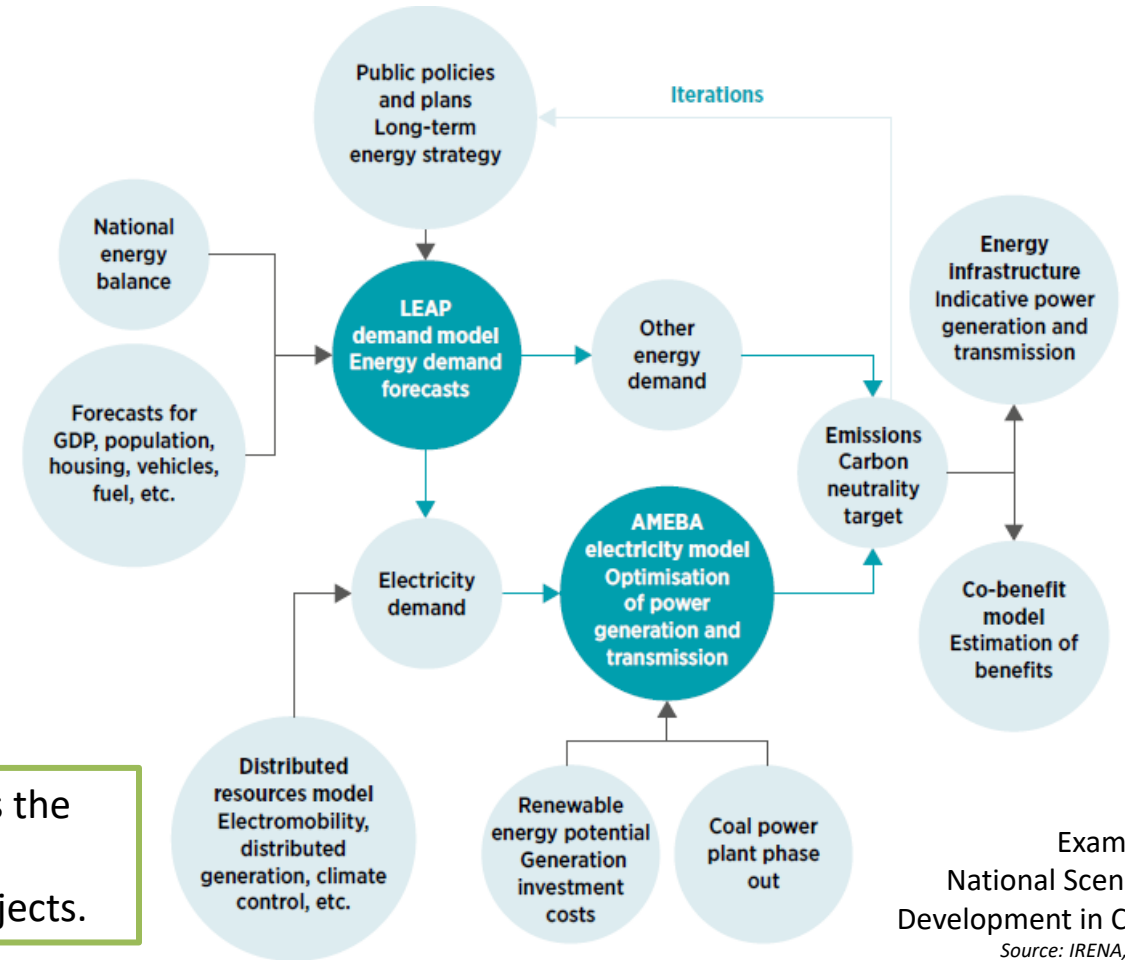 Public policies
and plans
Long-term
energy strategy
Iterations
National
energy
balance
LEAP
demand model
Energy demand
forecasts
Other
energy
demand
Energy
infrastructure
Indicative power
generation and
transmission
Forecasts for
GDP, population,
housing, vehicles,
fuel, etc.
Emissions
Carbon
neutrality
target
Electricity
demand
AMEBA
electricity model
Optimisation
of power
generation and
transmission
Co-benefit
model
Estimation of
benefits
Distributed
resources model
Electromobility,
distributed
generation, climate
control, etc.
Renewable
energy potential
Generation
investment
costs
Coal power
plant phase
out
the
National
Development in
Source: IRENA,